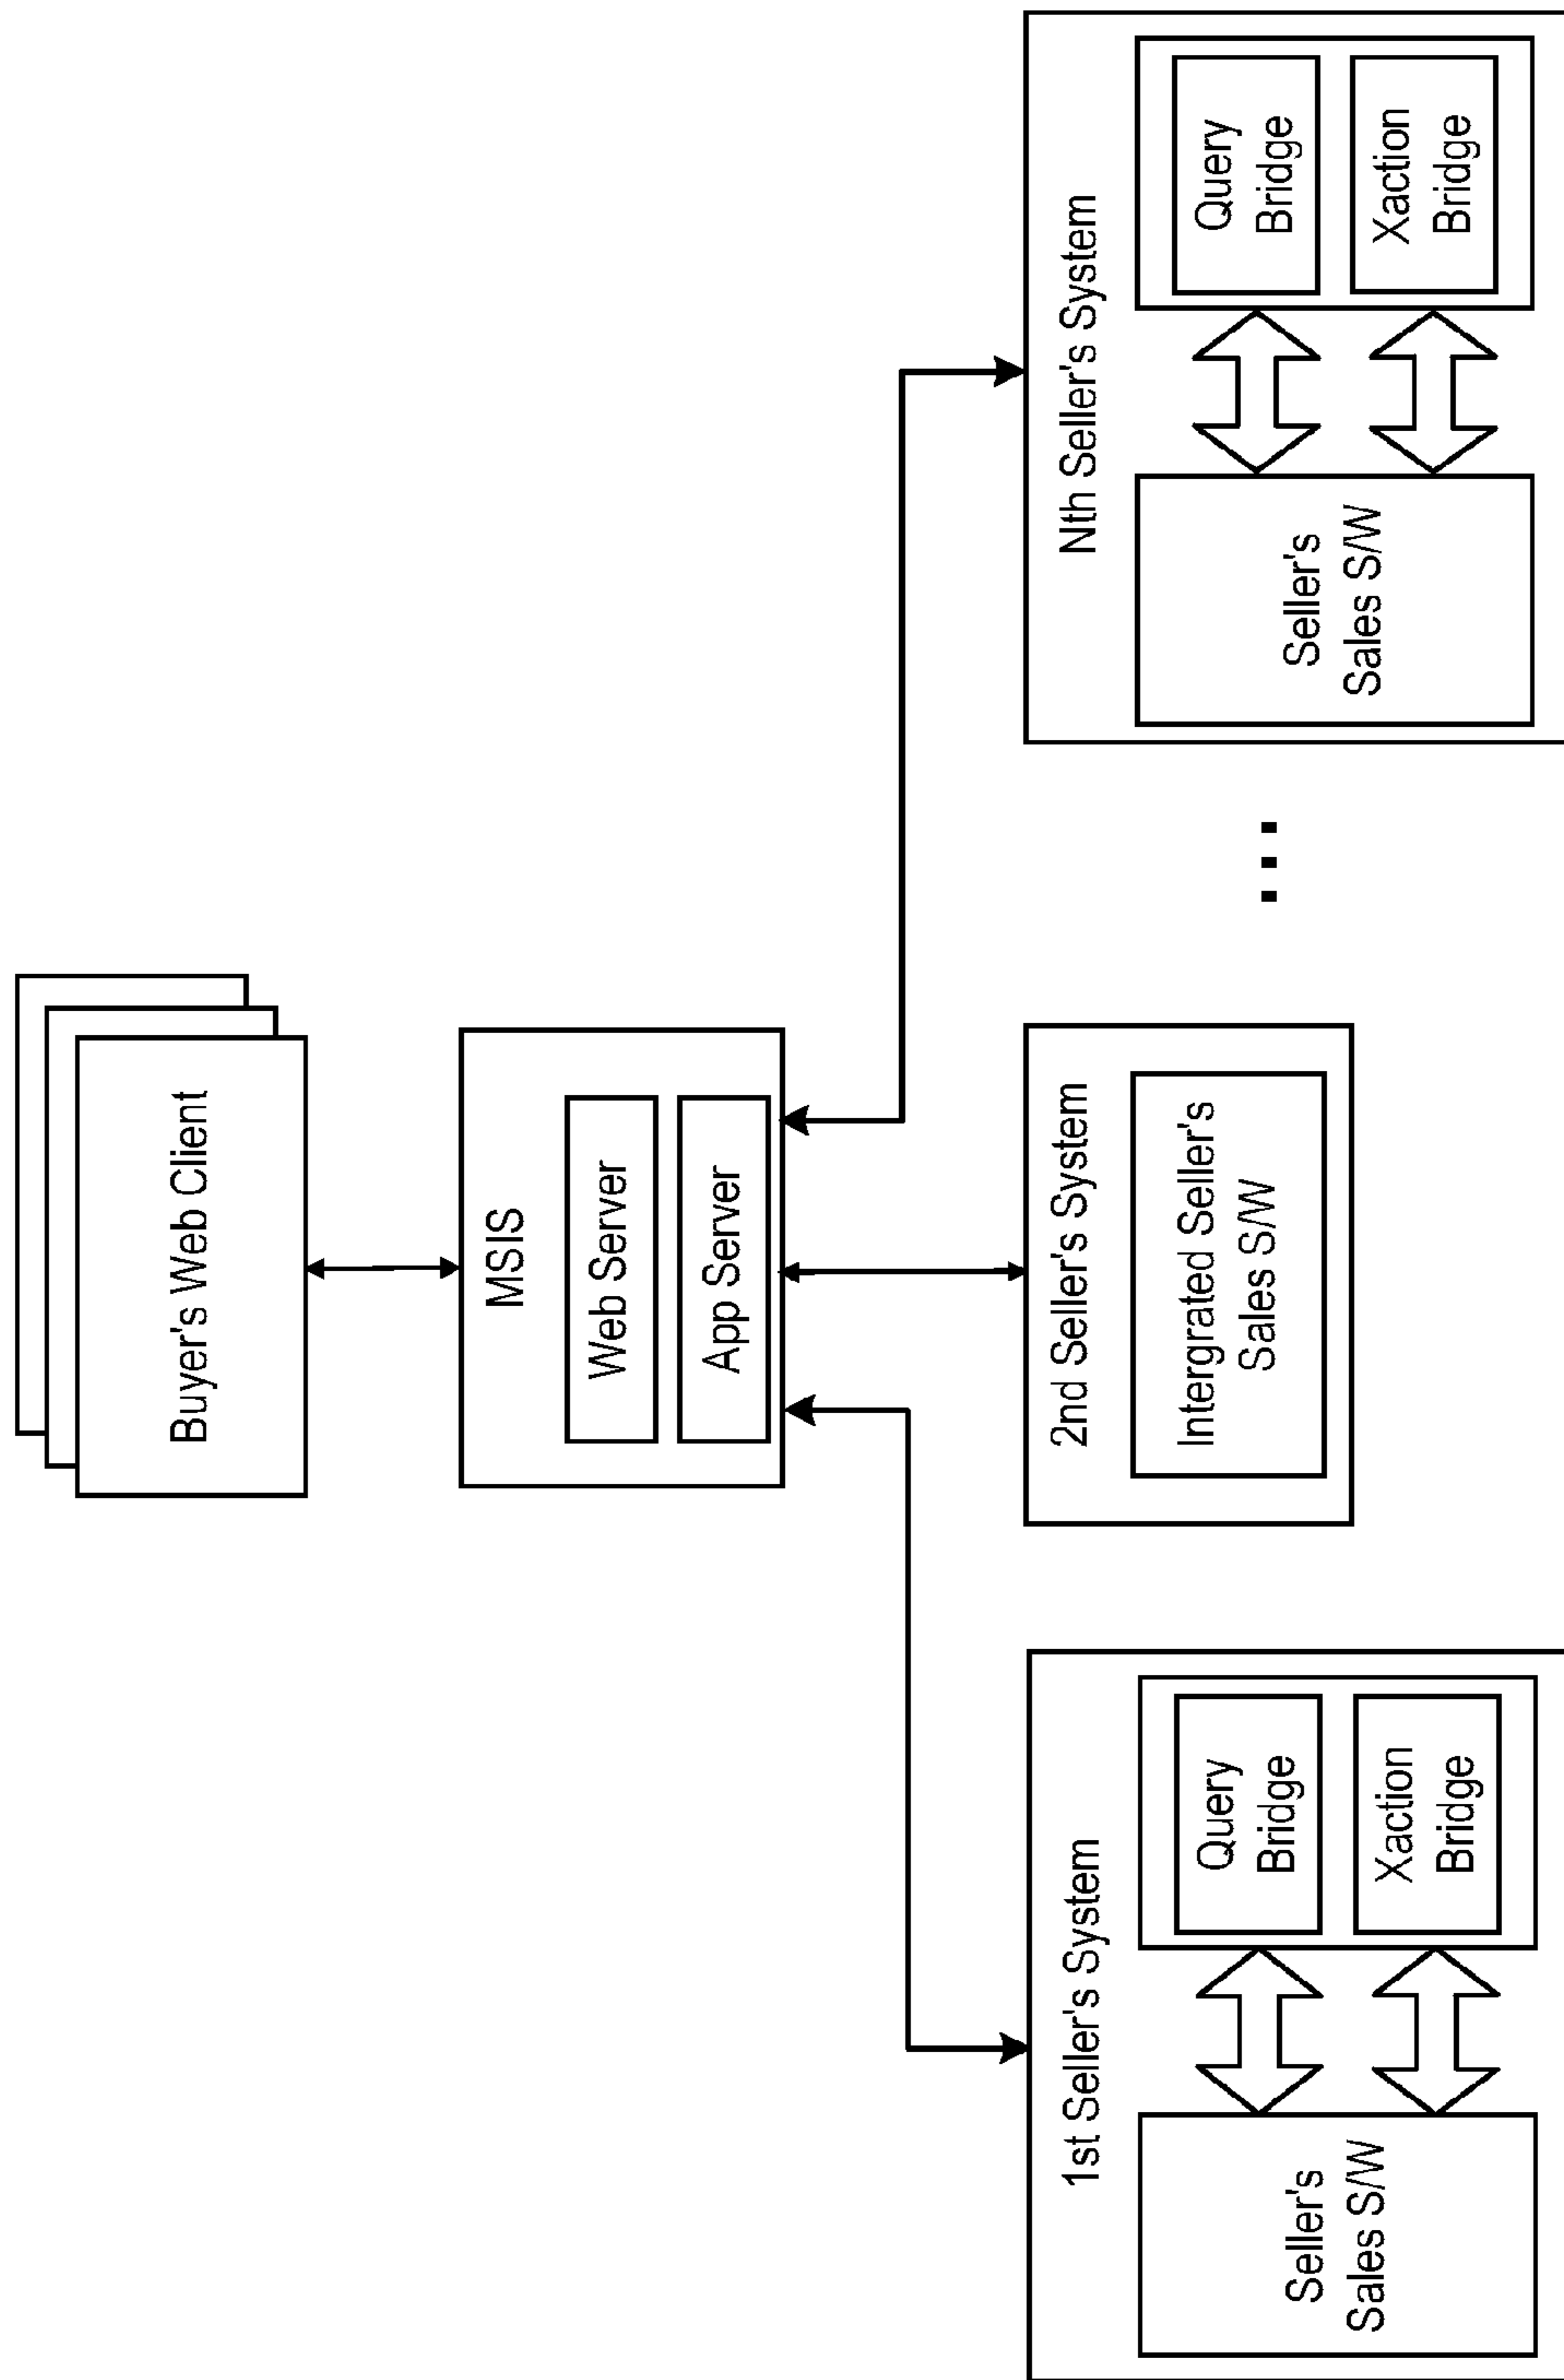 Buyer's Web Client
MSIS
Web Server
App Server
1st Seller's System
Seller's
Sales S/W
Query
Bridge
Xaction
Bridge
2nd Seller's System
Intergrated Seller's
Sales S/W
...
Nth Seller's System
Seller's
Sales S/W
Query
Bridge
Xaction
Bridge